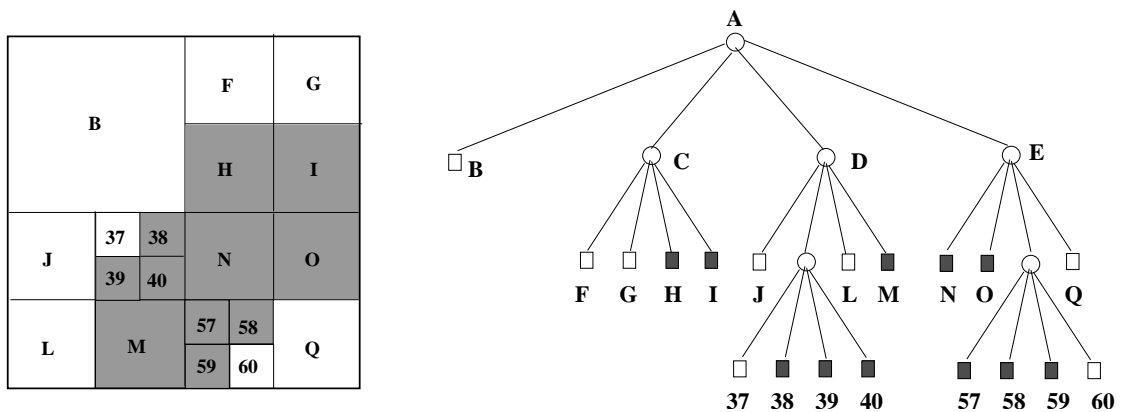 F G
B
H I
37 38
J N O
39 40
57 58
L M Q
59 60
A
B C D E
F G H I J L M N O Q
37 38 39 40 57 58 59 60